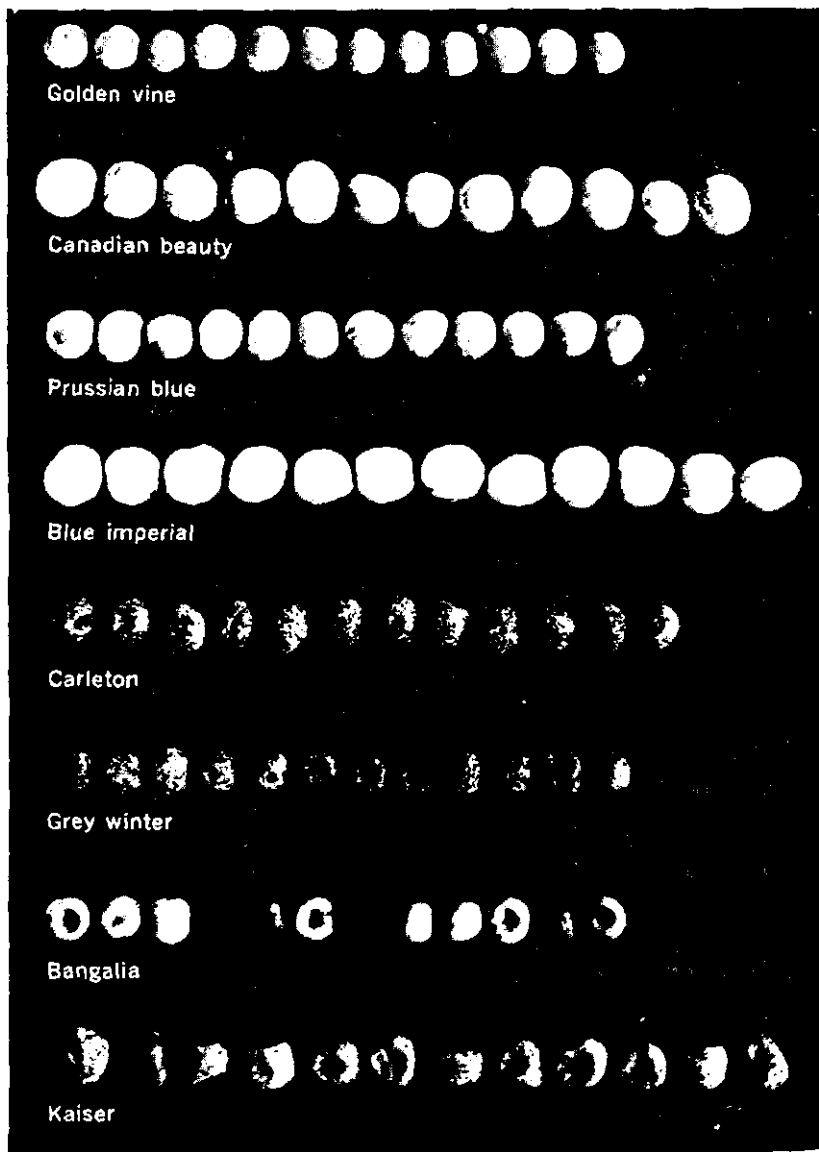 Golden vine
Canadian beauty
Prussian blue
Blue imperial
Carleton
Grey winter
Bangalia
Kaiser